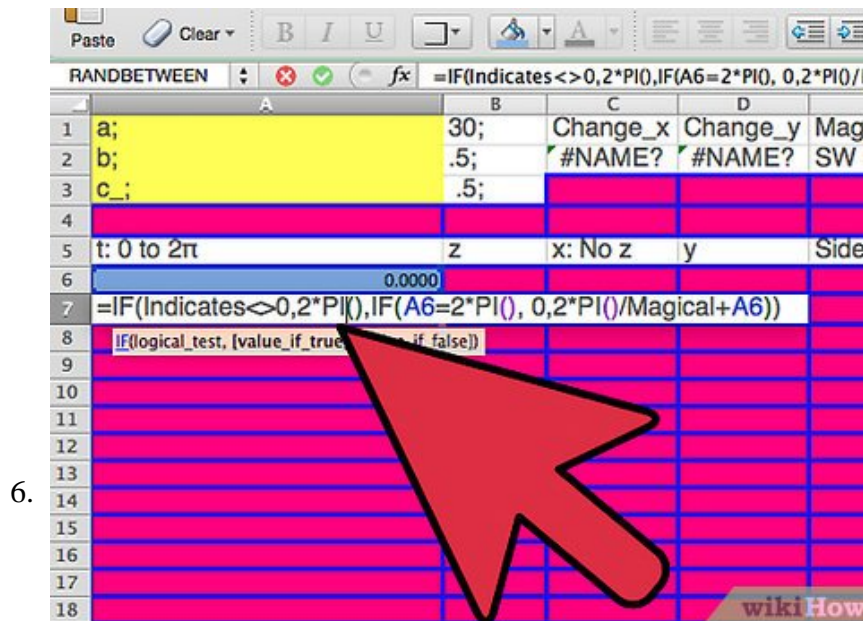 Paste Clear B I U A
RANDBETWEEN fx =IF(Indicates<>0,2*PI(),IF(A6=2*PI(), 0,2*PI()/
A B C D
1 a; 30; Change_x Change_y Mag
2 b; .5; #NAME? #NAME? SW
3 c_; .5;
4
5 t: 0 to 2π z x: No z y Side
6 0.0000
7 =IF(Indicates<>0,2*PI(),IF(A6=2*PI(), 0,2*PI()/Magical+A6))
8 IF(logical_test, [value_if_true] if_false])
9
10
11
12
13
6. 14
15
16
17
18
wikiHow